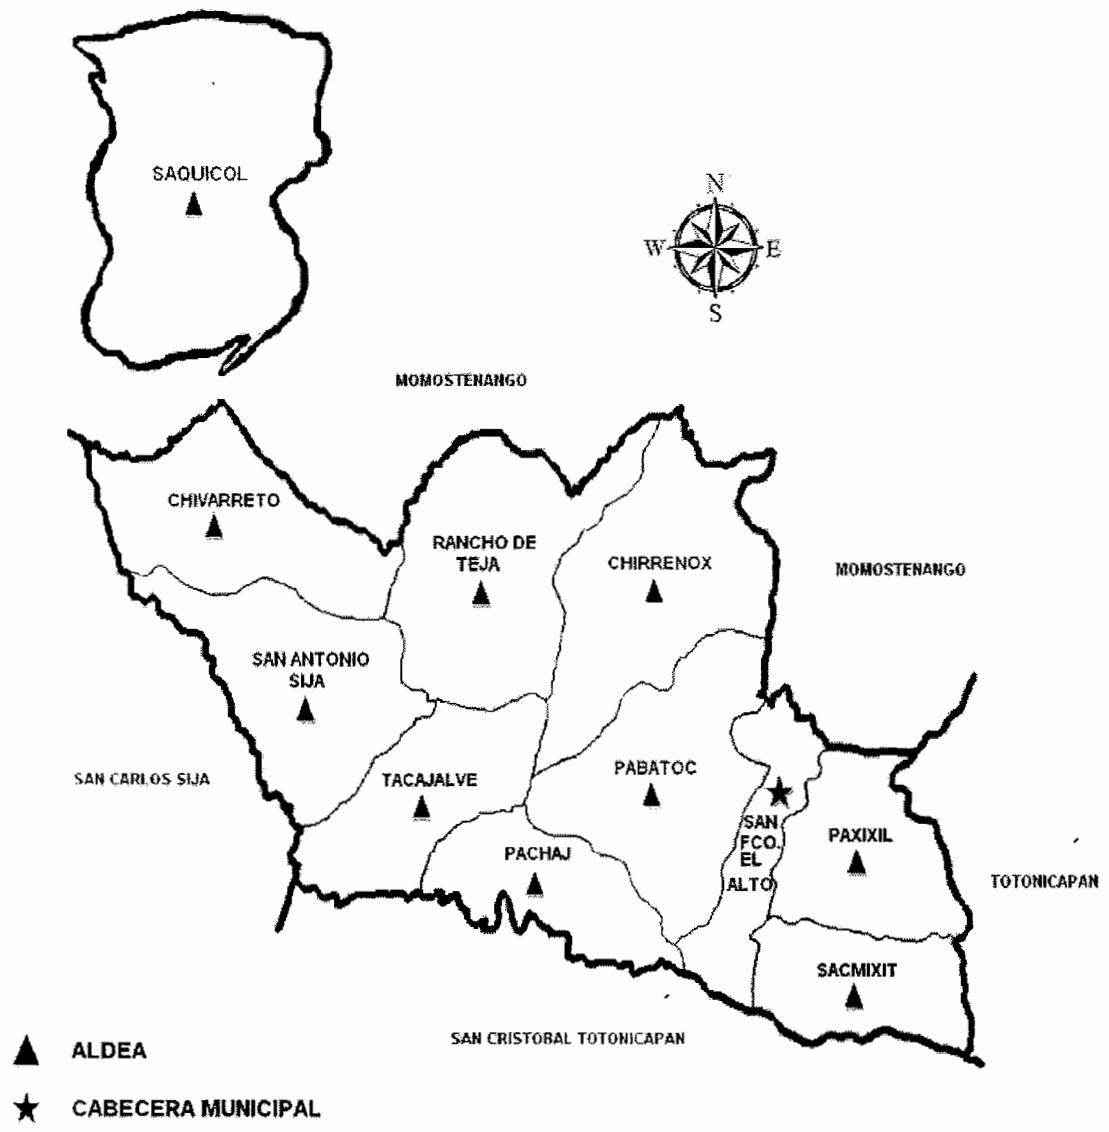 SAQUICOL
N
W
E
S
MOMOSTENANGO
CHIVARRETO
RANCHO DE
TEJA
CHIRRENOX
MOMOSTENANGO
SAN ANTONIO
SIJA
SAN CARLOS SIJA
TACAJALVE
PABATOC
SAN
FCO.
EL
ALTO
PAXIXIL
PACHAJ
TOTONICAPAN
SACMIXIT
SAN CRISTOBAL TOTONICAPAN
ALDEA
CABECERA MUNICIPAL